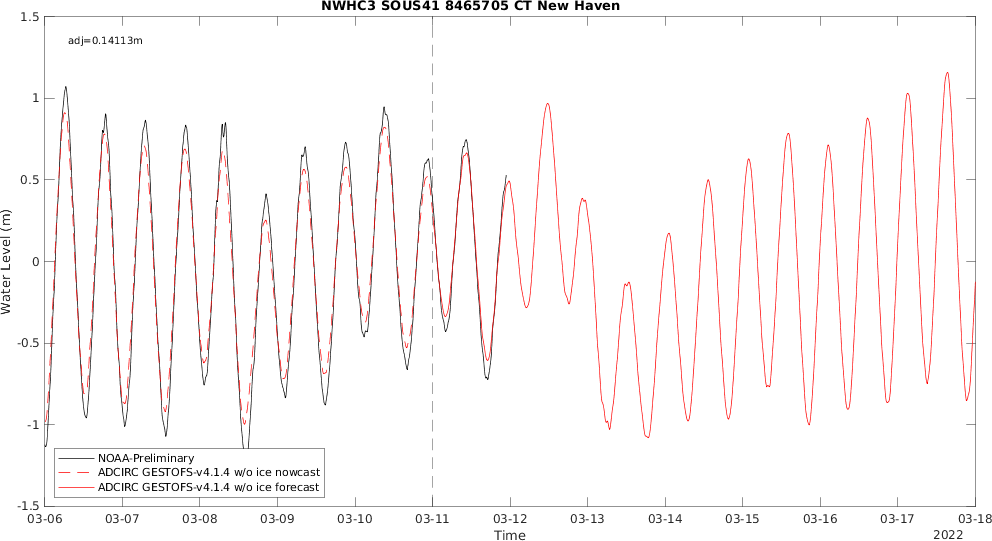 NWHC3 SOUS41 8465705 CT New Haven
1.5
adj=0.14113m
1
0.5
0
-0.5
-1
-1.5
Water Level (m)
NOAA-Preliminary
ADCIRC GESTOFS-v4.1.4 w/o ice nowcast
ADCIRC GESTOFS-v4.1.4 w/o ice forecast
03-06 03-07 03-08 03-09 03-10 03-11 03-12 03-13 03-14 03-15 03-16 03-17 03-18
Time
2022